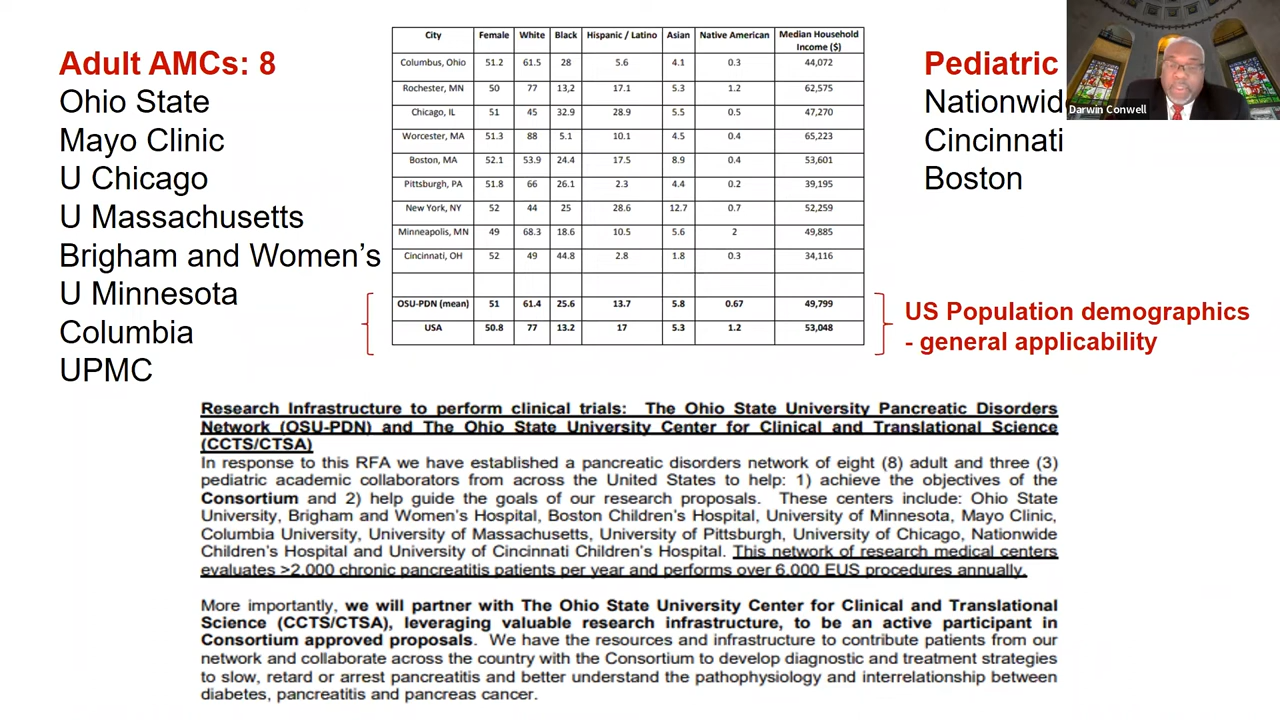 Adult AMCs: 8
Ohio State
Mayo Clinic
U Chicago
U Massachusetts
Brigham and Women's
U Minnesota
Columbia
UPMC
City Female White Black Hispanic / Latino Asian Native American Median Household Income ($)
Columbus, Ohio 51.2 61.5 28 5.6 4.1 0.3 44,072
Rochester, MN 50 77 13,2 17.1 5.3 1.2 62,575
Chicago, IL 51 45 32.9 28.9 5.5 0.5 47,270
Worcester, MA 51.3 88 5.1 10.1 4.5 0.4 65,223
Boston, MA 52.1 53.9 24.4 17.5 8.9 0.4 53,601
Pittsburgh, PA 51.8 66 26.1 2.3 4.4 0.2 39,195
New York, NY 52 44 25 28.6 12.7 0.7 52,259
Minneapolis, MN 49 68.3 18.6 10.5 5.6 2 49,885
Cincinnati, OH 52 49 44.8 2.8 1.8 0.3 34,116
OSU-PDN (mean) 51 61.4 25.6 13.7 5.8 0.67 49,799
USA 50.8 77 13.2 17 5.3 1.2 53,048
Pediatric
Nationwid
Cincinnati
Boston
Darwin Conwell
US Population demographics
- general applicability
Research Infrastructure to perform clinical trials: The Ohio State University Pancreatic Disorders
Network (OSU-PDN) and The Ohio State University Center for Clinical and Translational Science
(CCTS/CTSA)
In response to this RFA we have established a pancreatic disorders network of eight (8) adult and three (3)
pediatric academic collaborators from across the United States to help: 1) achieve the objectives of the
Consortium and 2) help guide the goals of our research proposals. These centers include: Ohio State
University, Brigham and Women's Hospital, Boston Children's Hospital, University of Minnesota, Mayo Clinic,
Columbia University, University of Massachusetts, University of Pittsburgh, University of Chicago, Nationwide
Children's Hospital and University of Cincinnati Children's Hospital. This network of research medical centers
evaluates >2,000 chronic pancreatitis patients per year and performs over 6,000 EUS procedures annually.
More importantly, we will partner with The Ohio State University Center for Clinical and Translational
Science (CCTS/CTSA), leveraging valuable research infrastructure, to be an active participant in
Consortium approved proposals. We have the resources and infrastructure to contribute patients from our
network and collaborate across the country with the Consortium to develop diagnostic and treatment strategies
to slow, retard or arrest pancreatitis and better understand the pathophysiology and interrelationship between
diabetes, pancreatitis and pancreas cancer.